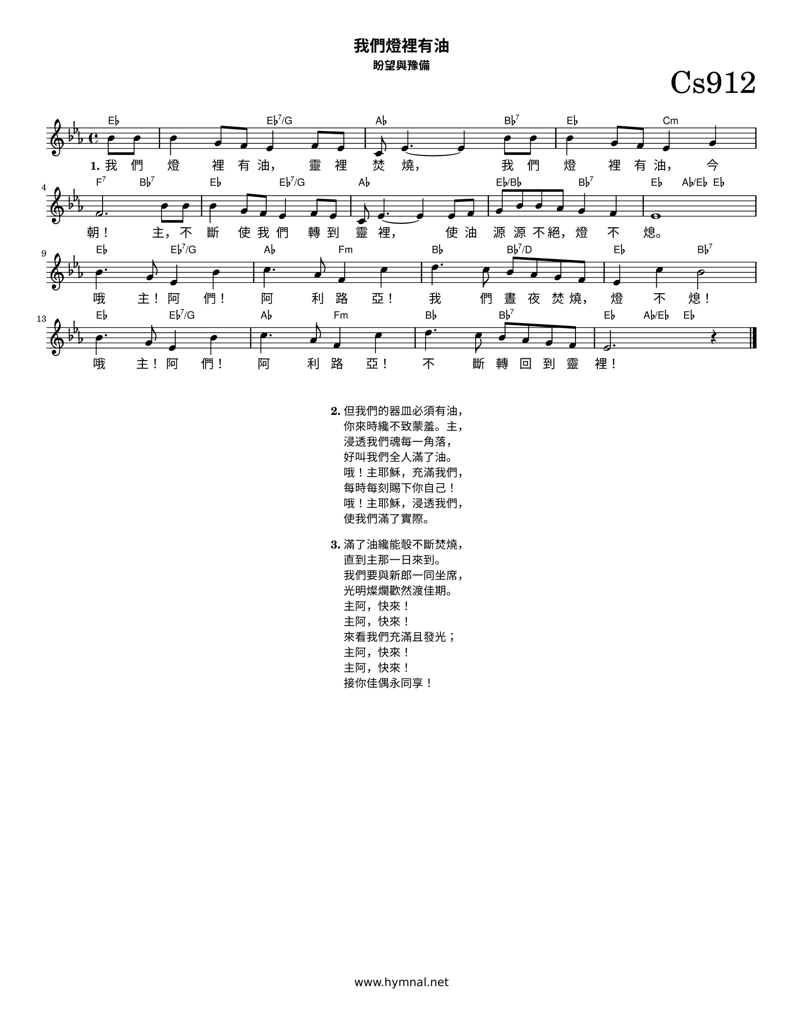 我們燈裡有油
盼望與豫備
Cs912
E♭ E♭7/G A♭ B♭7 E♭ Cm
1. 我 們 燈 裡 有 油， 靈 裡 焚 燒， 我 們 燈 裡 有 油， 今
4 F7 B♭7 E♭ E♭7/G A♭ E♭/B♭ B♭7 E♭ A♭/E♭ E♭
朝！ 主，不 斷 使 我 們 轉 到 靈 裡， 使 油 源 源 不 絕，燈 不 熄。
9 E♭ E♭7/G A♭ Fm B♭ B♭7/D E♭ B♭7
哦 主！阿 們！ 阿 利 路 亞！ 我 們 晝 夜 焚 燒， 燈 不 熄！
13 E♭ E♭7/G A♭ Fm B♭ B♭7 E♭ A♭/E♭ E♭
哦 主！阿 們！ 阿 利 路 亞！ 不 斷 轉 回 到 靈 裡！
2. 但我們的器皿必須有油，
你來時纔不致蒙羞。主，
浸透我們魂每一角落，
好叫我們全人滿了油。
哦！主耶穌，充滿我們，
每時每刻賜下你自己！
哦！主耶穌，浸透我們，
使我們滿了實際。
3. 滿了油纔能彀不斷焚燒，
直到主那一日來到。
我們要與新郎一同坐席，
光明燦爛歡然渡佳期。
主阿，快來！
主阿，快來！
來看我們充滿且發光；
主阿，快來！
主阿，快來！
接你佳偶永同享！
www.hymnal.net